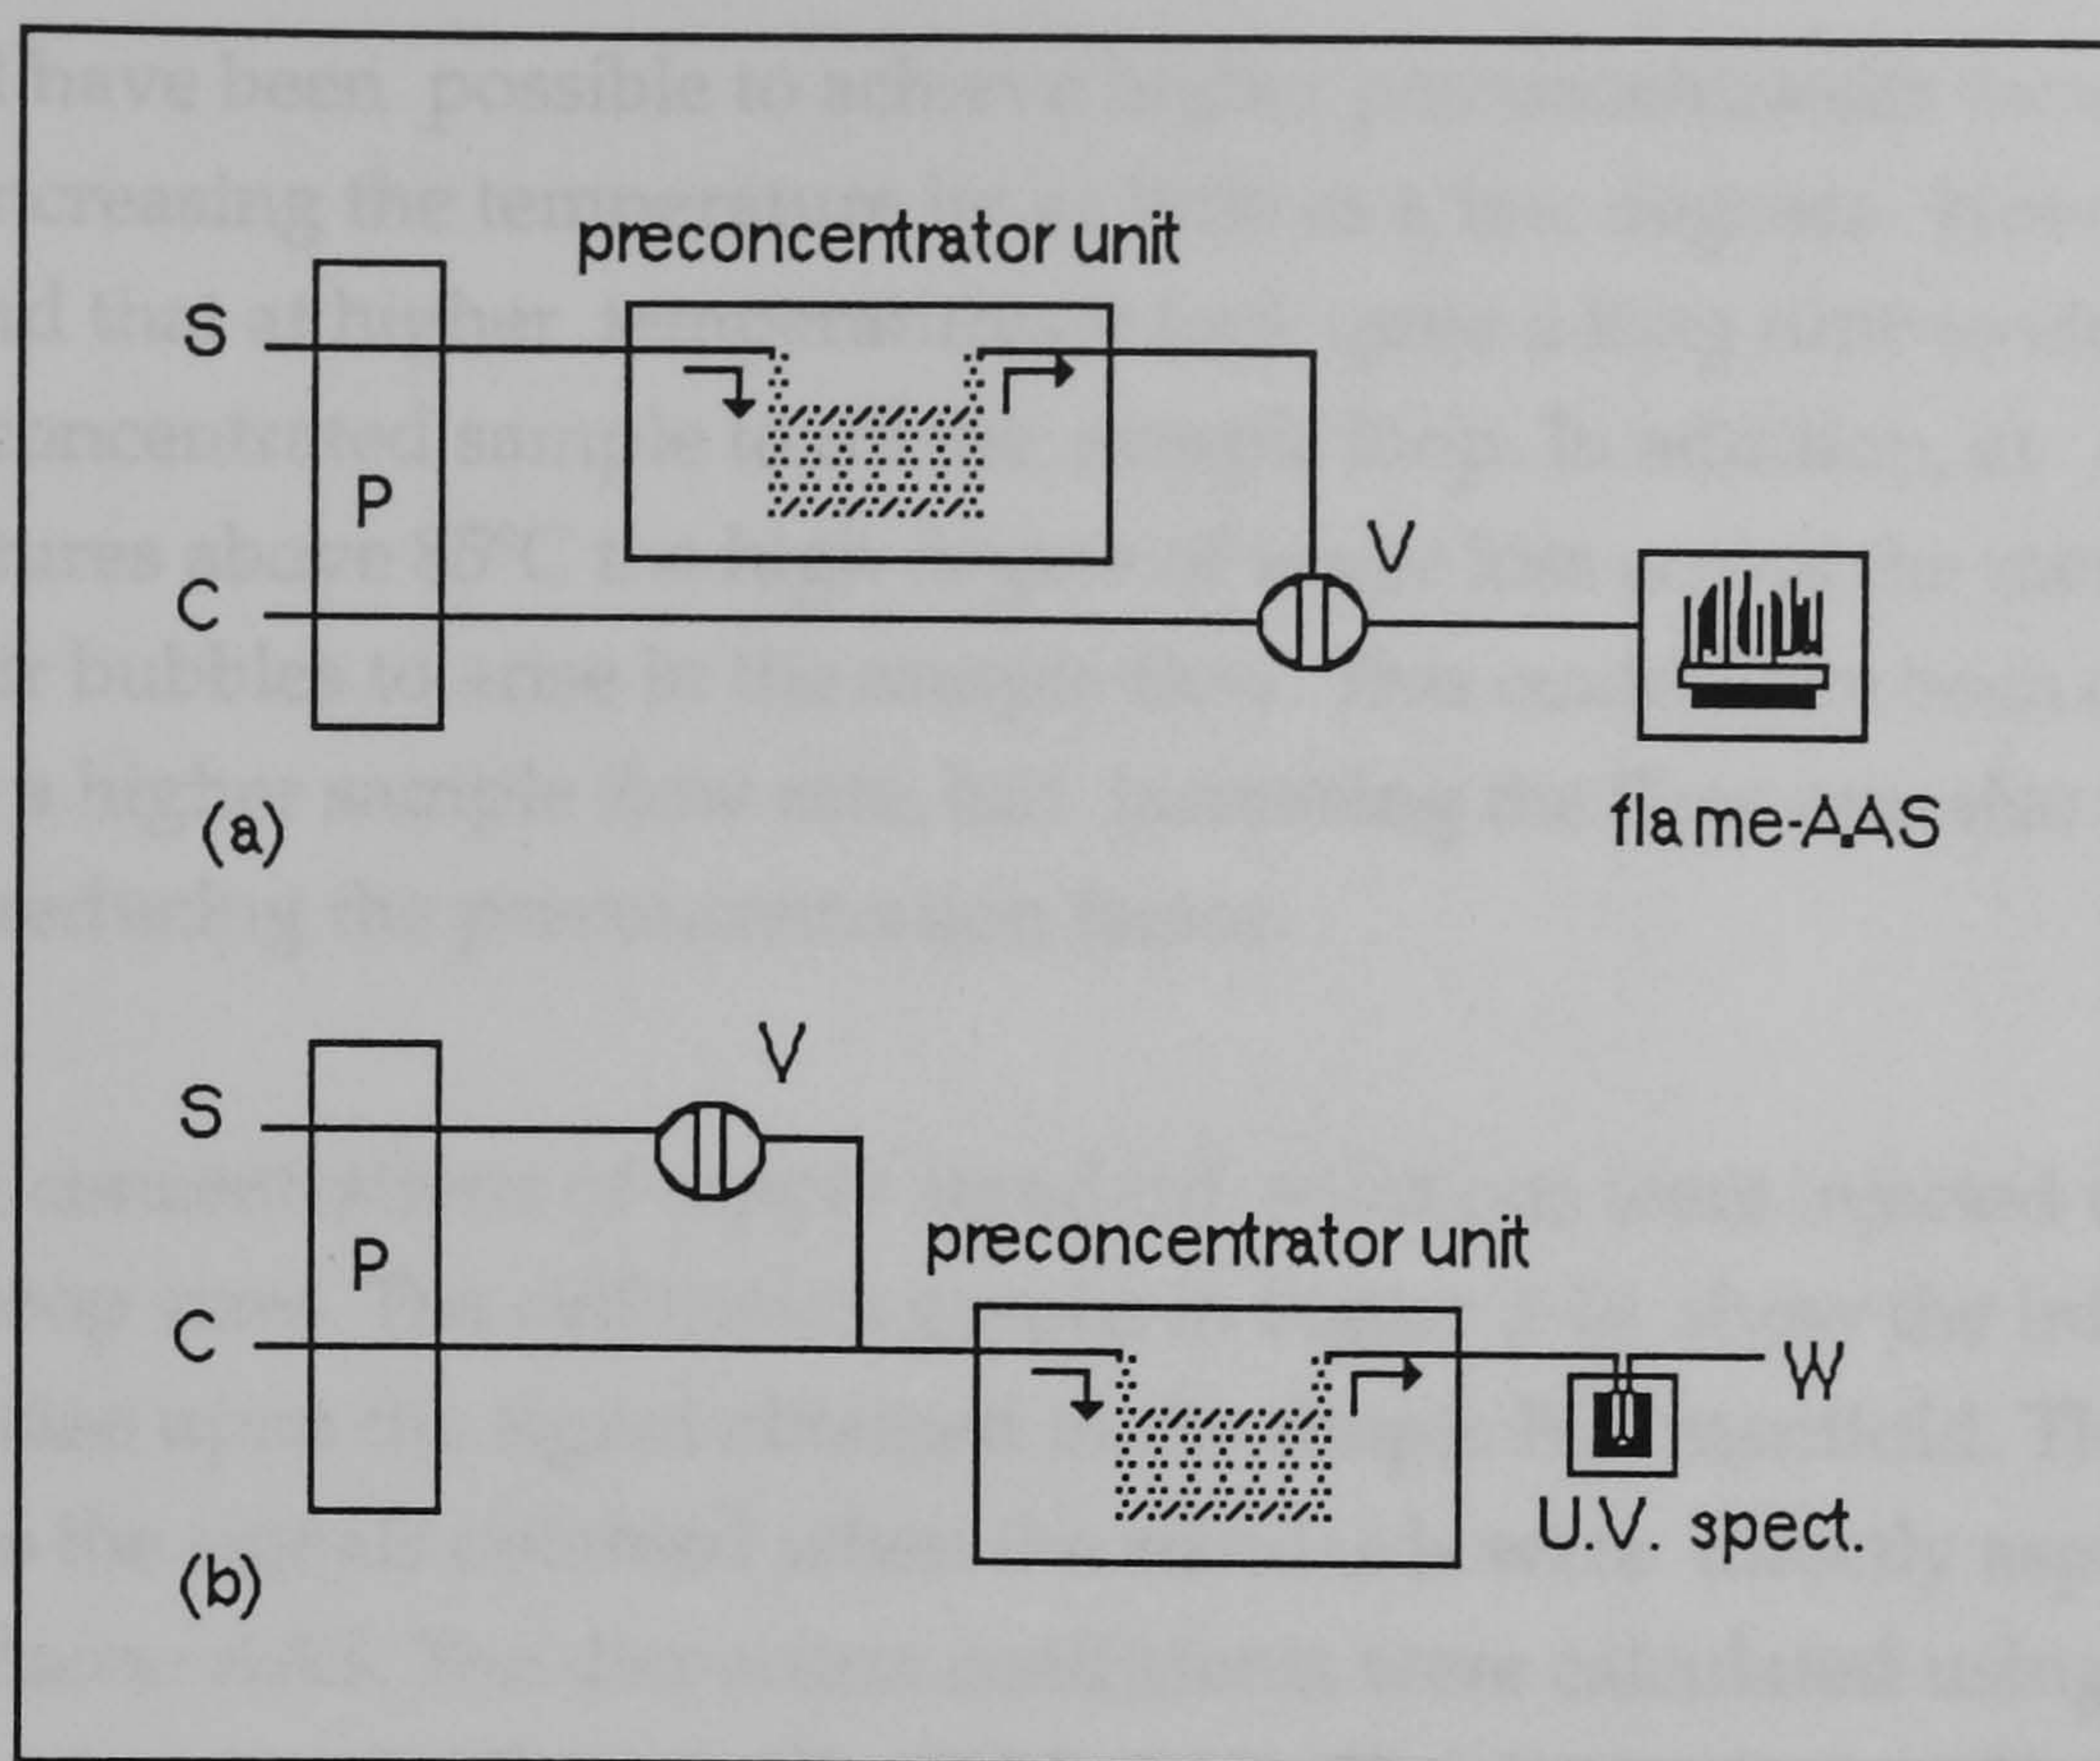 preconcentrator unit
S
P
C
V
flame-AAS
(a)
V
S
P
C
preconcentrator unit
W
U.V. spect.
(b)